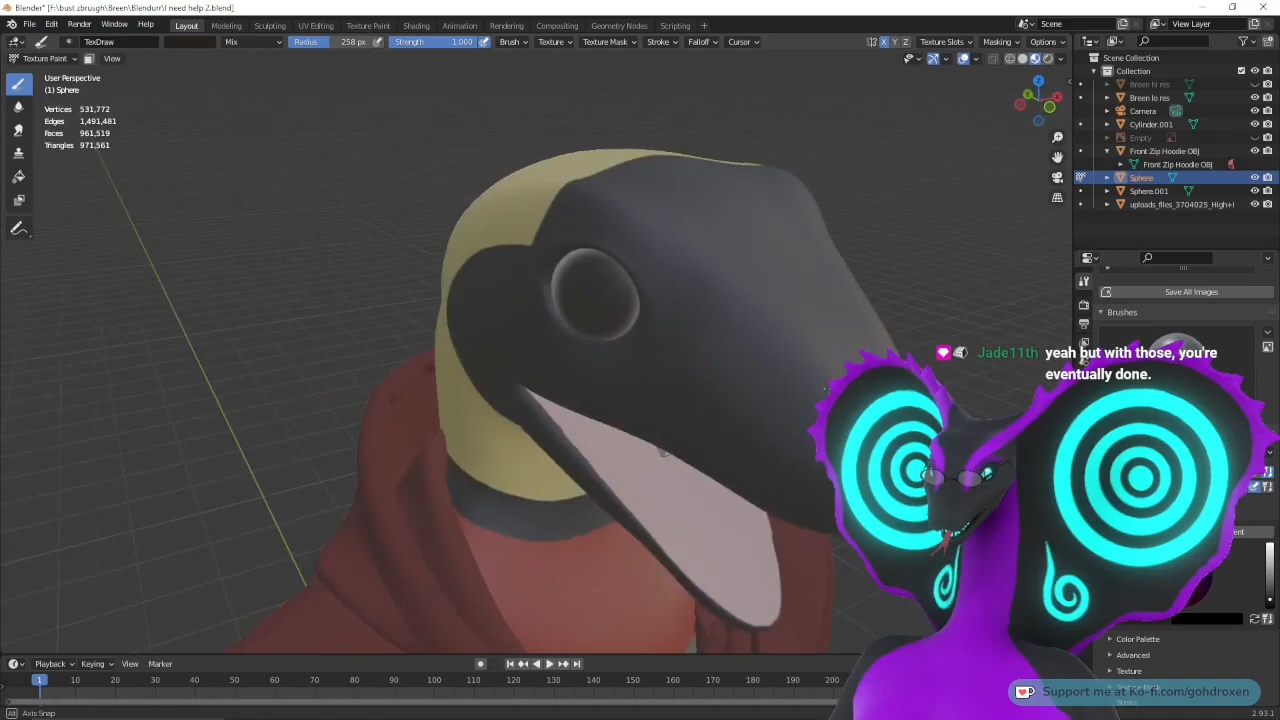 Blender* [F:\bust zbrusgh\Breen\Blendurr\I need help 2.blend]
File Edit Render Window Help Layout Modeling Sculpting UV Editing Texture Paint Shading Animation Rendering Compositing Geometry Nodes Scripting + Scene View Layer
TexDraw Mix Radius 258 px Strength 1.000 Brush Texture Texture Mask Stroke Falloff Cursor X Y Z Texture Slots Masking Options
Texture Paint View
User Perspective
(1) Sphere
Vertices 531,772
Edges 1,491,481
Faces 961,519
Triangles 971,561
Scene Collection
Collection
Breen hi res
Breen lo res
Camera
Cylinder.001
Empty
Front Zip Hoodie OBJ
Front Zip Hoodie OBJ
Sphere
Sphere.001
uploads_files_3704025_High+I
Save All Images
Brushes
Jade11th yeah but with those, you're
eventually done.
Color Palette
Advanced
Texture
Support me at Ko-fi.com/gohdroxen
Playback Keying View Marker
1
1 10 20 30 40 50 60 70 80 90 100 110 120 130 140 150 160 170 180 190 200
Axis Snap
2.93.1